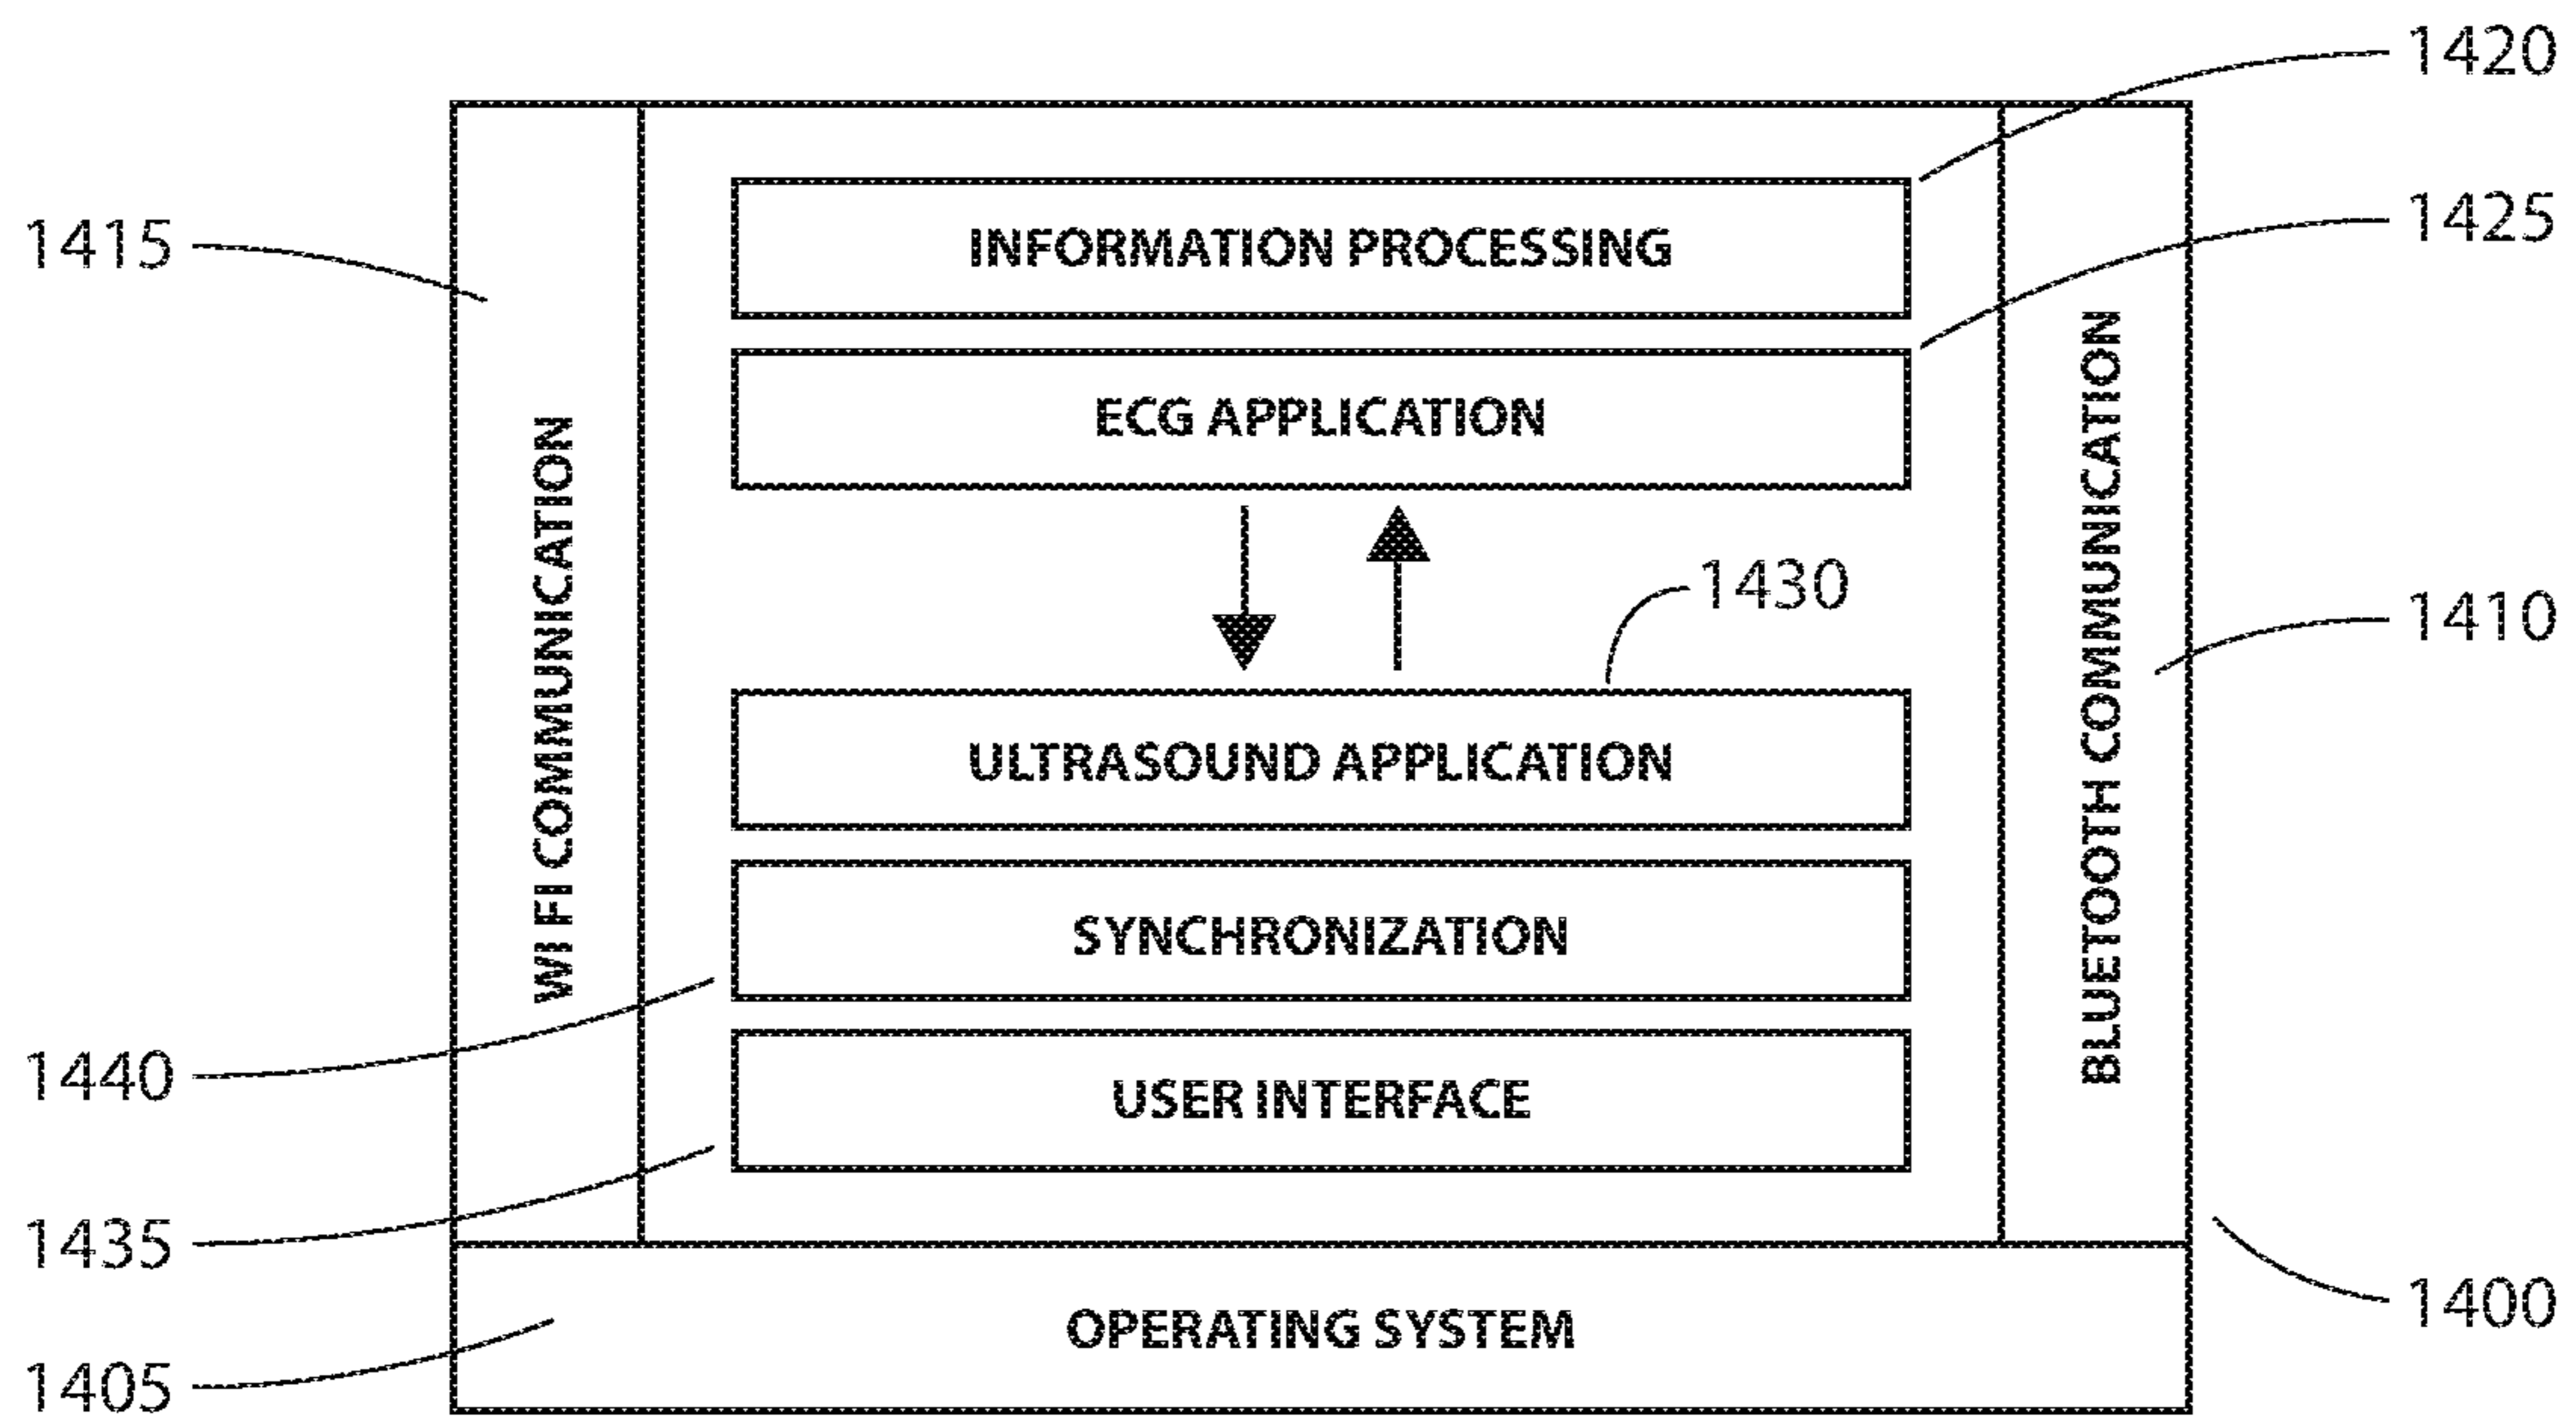 1420
1415
1425
INFORMATION PROCESSING
ECG APPLICATION
WI FI COMMUNICATION
BLUETOOTH COMMUNICATION
1430
1410
ULTRASOUND APPLICATION
SYNCHRONIZATION
1440
USER INTERFACE
1435
1400
OPERATING SYSTEM
1405